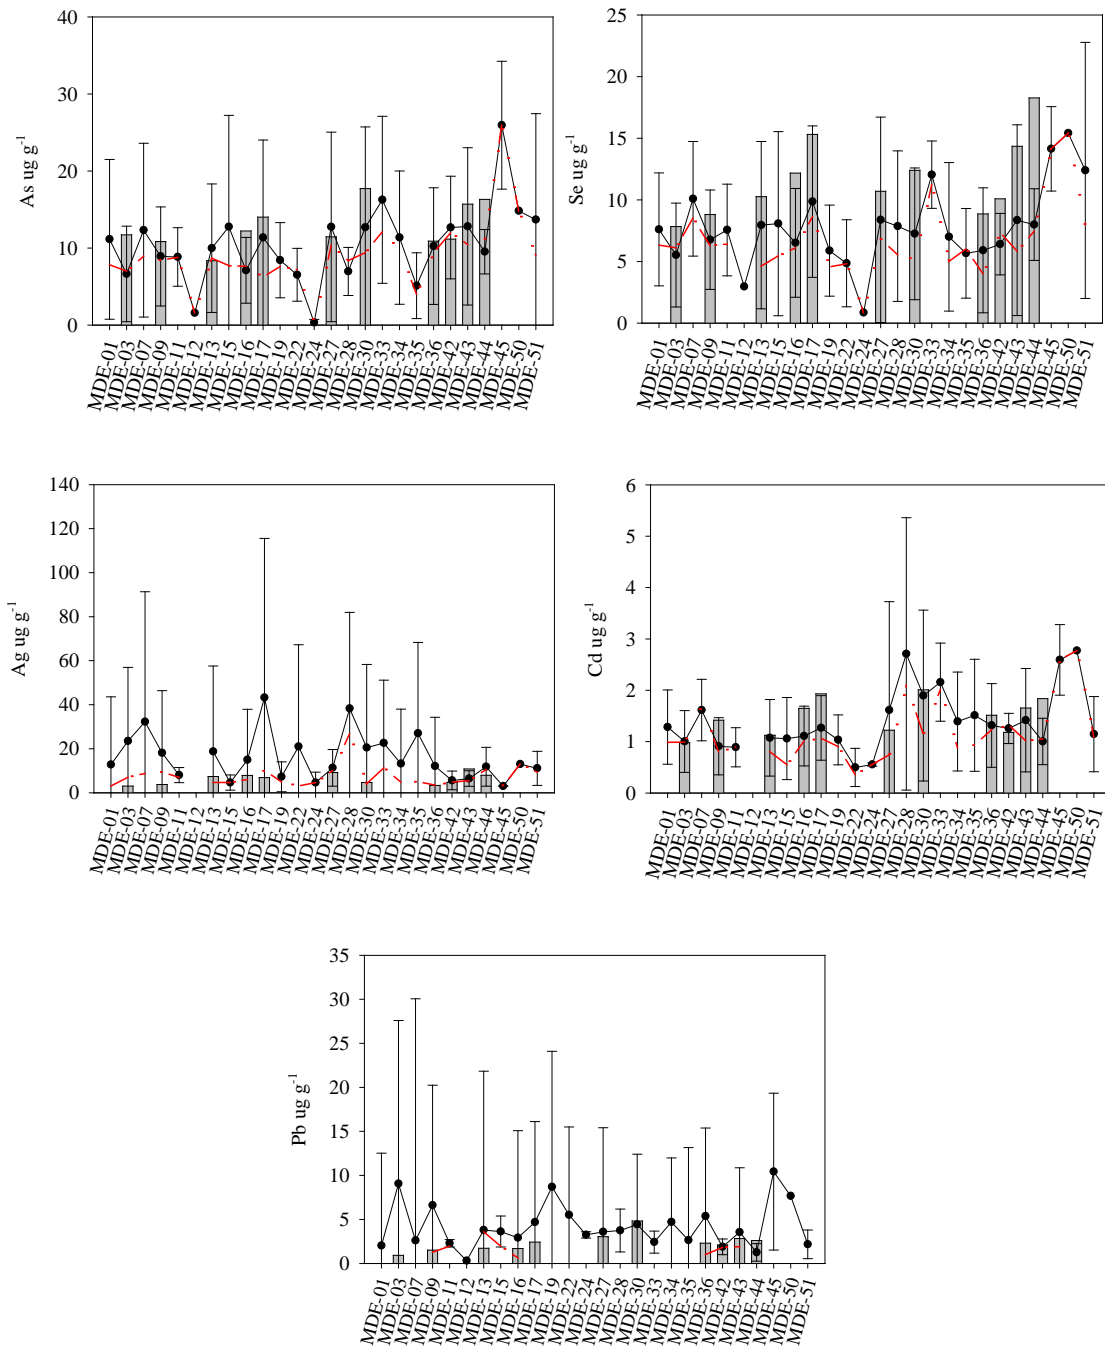 As ug g-1
40
30
20
10
0
MDE-01
MDE-03
MDE-07
MDE-09
MDE-11
MDE-12
MDE-13
MDE-15
MDE-16
MDE-17
MDE-19
MDE-22
MDE-24
MDE-27
MDE-28
MDE-30
MDE-33
MDE-34
MDE-35
MDE-36
MDE-42
MDE-43
MDE-44
MDE-45
MDE-50
MDE-51
Se ug g-1
25
20
15
10
5
0
MDE-01
MDE-03
MDE-07
MDE-09
MDE-11
MDE-12
MDE-13
MDE-15
MDE-16
MDE-17
MDE-19
MDE-22
MDE-24
MDE-27
MDE-28
MDE-30
MDE-33
MDE-34
MDE-35
MDE-36
MDE-42
MDE-43
MDE-44
MDE-45
MDE-50
MDE-51
Ag ug g-1
140
120
100
80
60
40
20
0
MDE-01
MDE-03
MDE-07
MDE-09
MDE-11
MDE-12
MDE-13
MDE-15
MDE-16
MDE-17
MDE-19
MDE-22
MDE-24
MDE-27
MDE-28
MDE-30
MDE-33
MDE-34
MDE-35
MDE-36
MDE-42
MDE-43
MDE-44
MDE-45
MDE-50
MDE-51
Cd ug g-1
6
5
4
3
2
1
0
MDE-01
MDE-03
MDE-07
MDE-09
MDE-11
MDE-12
MDE-13
MDE-15
MDE-16
MDE-17
MDE-19
MDE-22
MDE-24
MDE-27
MDE-28
MDE-30
MDE-33
MDE-34
MDE-35
MDE-36
MDE-42
MDE-43
MDE-44
MDE-45
MDE-50
MDE-51
Pb ug g-1
35
30
25
20
15
10
5
0
MDE-01
MDE-03
MDE-07
MDE-09
MDE-11
MDE-12
MDE-13
MDE-15
MDE-16
MDE-17
MDE-19
MDE-22
MDE-24
MDE-27
MDE-28
MDE-30
MDE-33
MDE-34
MDE-35
MDE-36
MDE-42
MDE-43
MDE-44
MDE-45
MDE-50
MDE-51